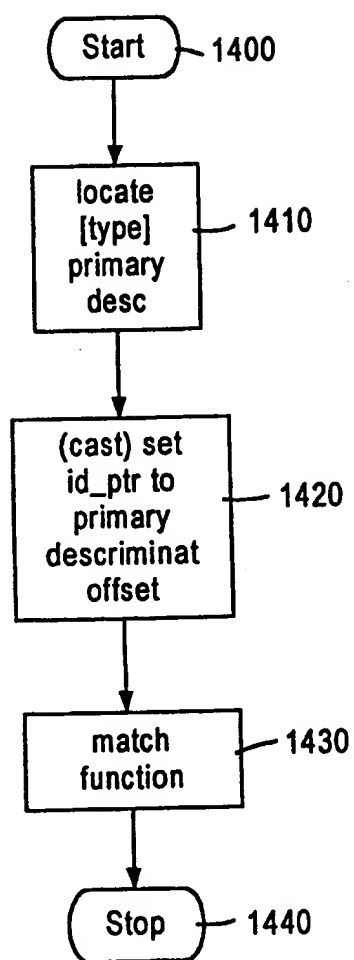 Start 1400
locate
[type] 1410
primary
desc
(cast) set
id_ptr to
primary 1420
descriminat
offset
match 1430
function
Stop 1440